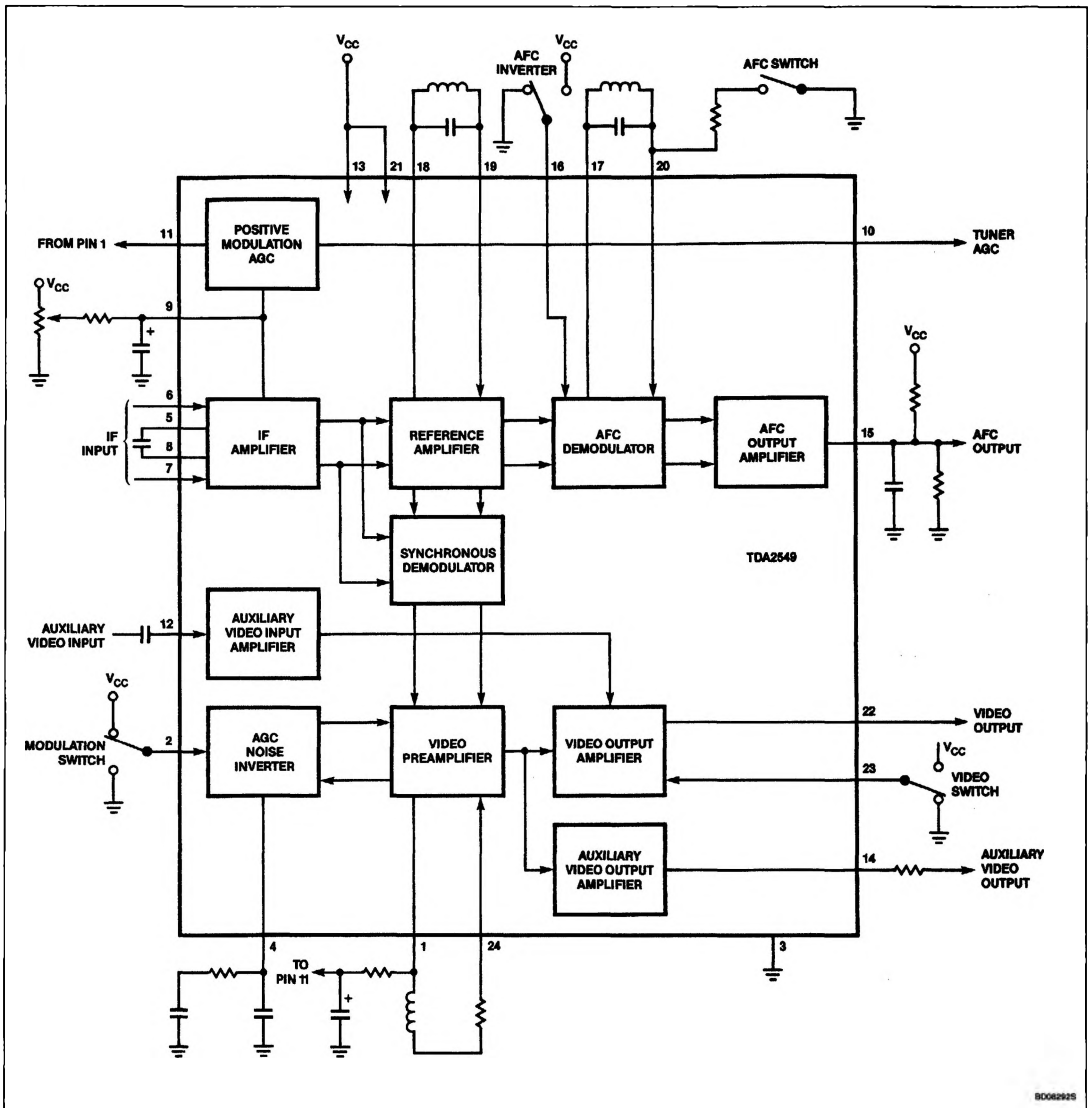 VCC
AFC
INVERTER
VCC
AFC SWITCH
13
21
18
19
16
17
20
FROM PIN 1
11
POSITIVE
MODULATION
AGC
10
TUNER
AGC
VCC
9
+
VCC
IF
INPUT
6
5
8
7
IF
AMPLIFIER
REFERENCE
AMPLIFIER
AFC
DEMODULATOR
AFC
OUTPUT
AMPLIFIER
15
AFC
OUTPUT
SYNCHRONOUS
DEMODULATOR
TDA2549
AUXILIARY
VIDEO INPUT
12
AUXILIARY
VIDEO INPUT
AMPLIFIER
VCC
MODULATION
SWITCH
2
AGC
NOISE
INVERTER
VIDEO
PREAMPLIFIER
VIDEO OUTPUT
AMPLIFIER
22
VIDEO
OUTPUT
23
VCC
VIDEO
SWITCH
AUXILIARY
VIDEO OUTPUT
AMPLIFIER
14
AUXILIARY
VIDEO
OUTPUT
4
1
24
3
TO
PIN 11
+
BD08292S